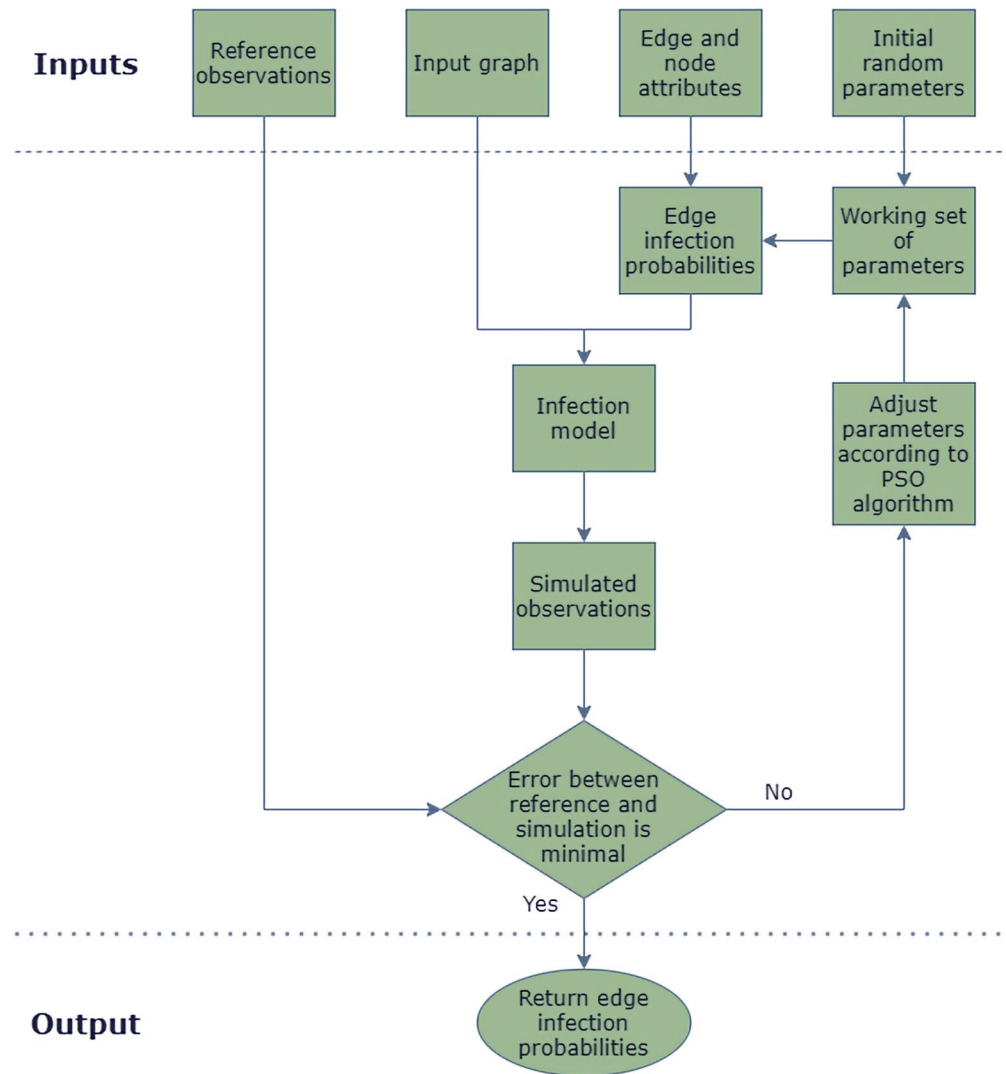 Inputs
Reference
observations
Input graph
Edge and
node
attributes
Initial
random
parameters
Edge
infection
probabilities
Working set
of
parameters
Infection
model
Adjust
parameters
according to
PSO
algorithm
Simulated
observations
Error between
reference and
simulation is
minimal
No
Yes
Output
Return edge
infection
probabilities